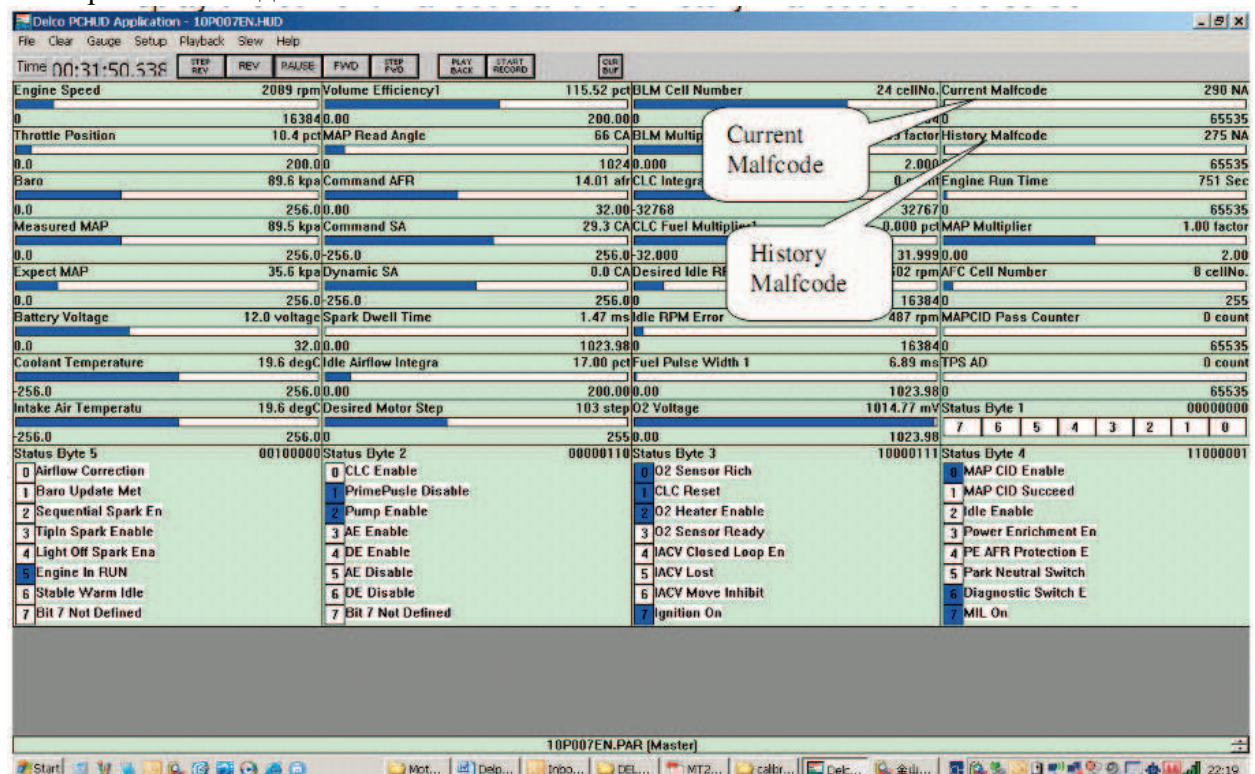 Delco PCHUD Application - 10P007EN.HUD
File Clear Gauge Setup Playback Slew Help
Time 00:31:50.538 STEP REV REV PAUSE FWD STEP FWD PLAY BACK START RECORD CLR BUF
Engine Speed 2089 rpm Volume Efficiency1 115.52 pct BLM Cell Number 24 cellNo. Current Malfcode 290 NA
0 16384 0.00 200.00 0 65535
Throttle Position 10.4 pct MAP Read Angle 66 CA BLM factor History Malfcode 275 NA
0.0 200.0 0 1024 0.000 2.000 65535
Baro 89.6 kpa Command AFR 14.01 afr CLC Integra Engine Run Time 751 Sec
0.0 256.0 0.00 32.00 -32768 32767 0 65535
Measured MAP 89.5 kpa Command SA 29.3 CA CLC Fuel 0.000 pct MAP Multiplier 1.00 factor
0.0 256.0 -256.0 256.0 -32.000 31.999 0.00 2.00
Expect MAP 35.6 kpa Dynamic SA 0.0 CA Desired Idle rpm AFC Cell Number 8 cellNo.
0.0 256.0 -256.0 256.0 0 16384 0 255
Battery Voltage 12.0 voltage Spark Dwell Time 1.47 ms Idle RPM Error 487 rpm MAPCID Pass Counter 0 count
0.0 32.0 0.00 1023.98 0 16384 0 65535
Coolant Temperature 19.6 degC Idle Airflow Integra 17.00 pct Fuel Pulse Width 1 6.89 ms TPS AD 0 count
-256.0 256.0 0.00 200.00 0.00 1023.98 0 65535
Intake Air Temperatu 19.6 degC Desired Motor Step 103 step O2 Voltage 1014.77 mV Status Byte 1 00000000
-256.0 256.0 0 255 0.00 1023.98 7 6 5 4 3 2 1 0
Current
Malfcode
History
Malfcode
Status Byte 5 00100000 Status Byte 2 00000110 Status Byte 3 10000111 Status Byte 4 11000001
0 Airflow Correction 0 CLC Enable 0 O2 Sensor Rich 0 MAP CID Enable
1 Baro Update Met 1 PrimePusle Disable 1 CLC Reset 1 MAP CID Succeed
2 Sequential Spark En 2 Pump Enable 2 O2 Heater Enable 2 Idle Enable
3 TipIn Spark Enable 3 AE Enable 3 O2 Sensor Ready 3 Power Enrichment En
4 Light Off Spark Ena 4 DE Enable 4 IACV Closed Loop En 4 PE AFR Protection E
5 Engine In RUN 5 AE Disable 5 IACV Lost 5 Park Neutral Switch
6 Stable Warm Idle 6 DE Disable 6 IACV Move Inhibit 6 Diagnostic Switch E
7 Bit 7 Not Defined 7 Bit 7 Not Defined 7 Ignition On 7 MIL On
10P007EN.PAR (Master)
Start Mot... Delp... Inbo... DEL... MT2... calibr... Delc... 金山... 22:19